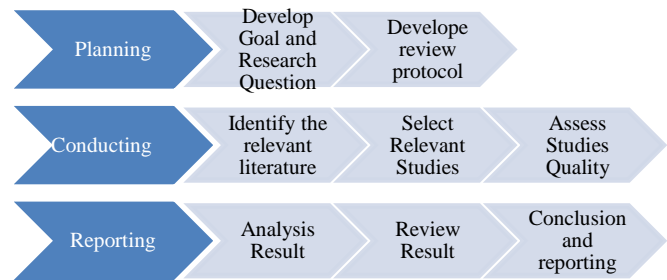 Planning
Develop
Goal and
Research
Question
Develope
review
protocol
Conducting
Identify the
relevant
literature
Select
Relevant
Studies
Assess
Studies
Quality
Reporting
Analysis
Result
Review
Result
Conclusion
and
reporting